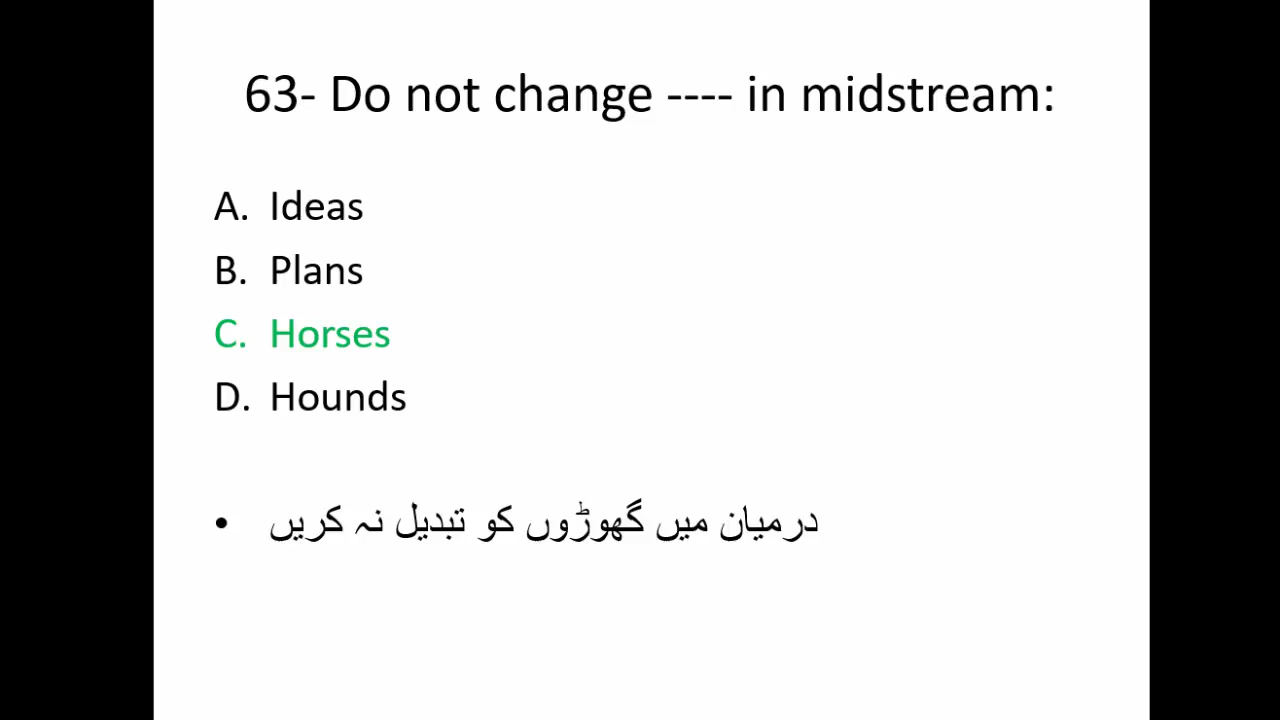 63- Do not change ---- in midstream:
A. Ideas
B. Plans
C. Horses
D. Hounds
• درمیان میں گھوڑوں کو تبدیل نہ کریں